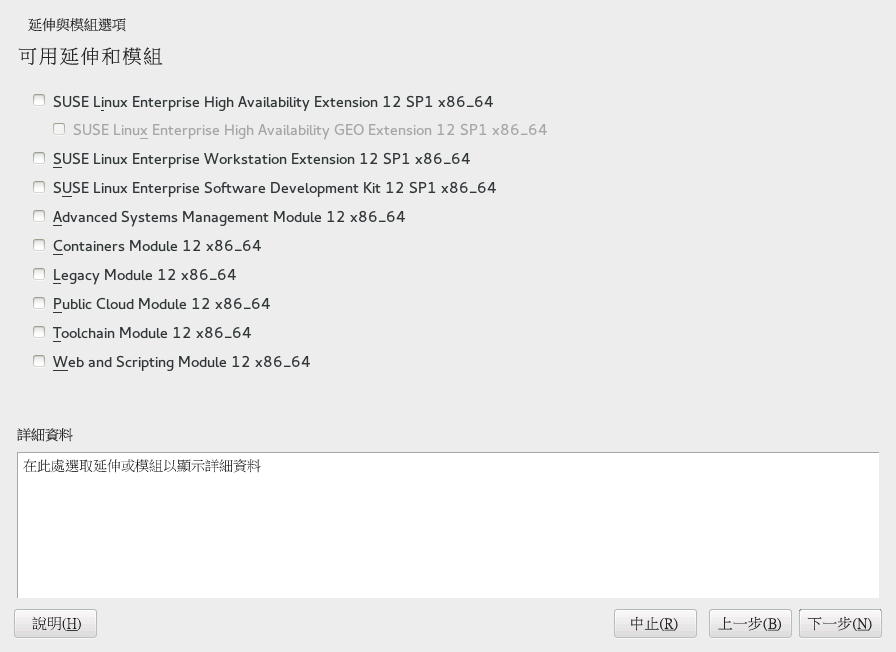 延伸與模組選項
可用延伸和模組
SUSE Linux Enterprise High Availability Extension 12 SP1 x86_64
SUSE Linux Enterprise High Availability GEO Extension 12 SP1 x86_64
SUSE Linux Enterprise Workstation Extension 12 SP1 x86_64
SUSE Linux Enterprise Software Development Kit 12 SP1 x86_64
Advanced Systems Management Module 12 x86_64
Containers Module 12 x86_64
Legacy Module 12 x86_64
Public Cloud Module 12 x86_64
Toolchain Module 12 x86_64
Web and Scripting Module 12 x86_64
詳細資料
在此處選取延伸或模組以顯示詳細資料
說明(H) 中止(R) 上一步(B) 下一步(N)